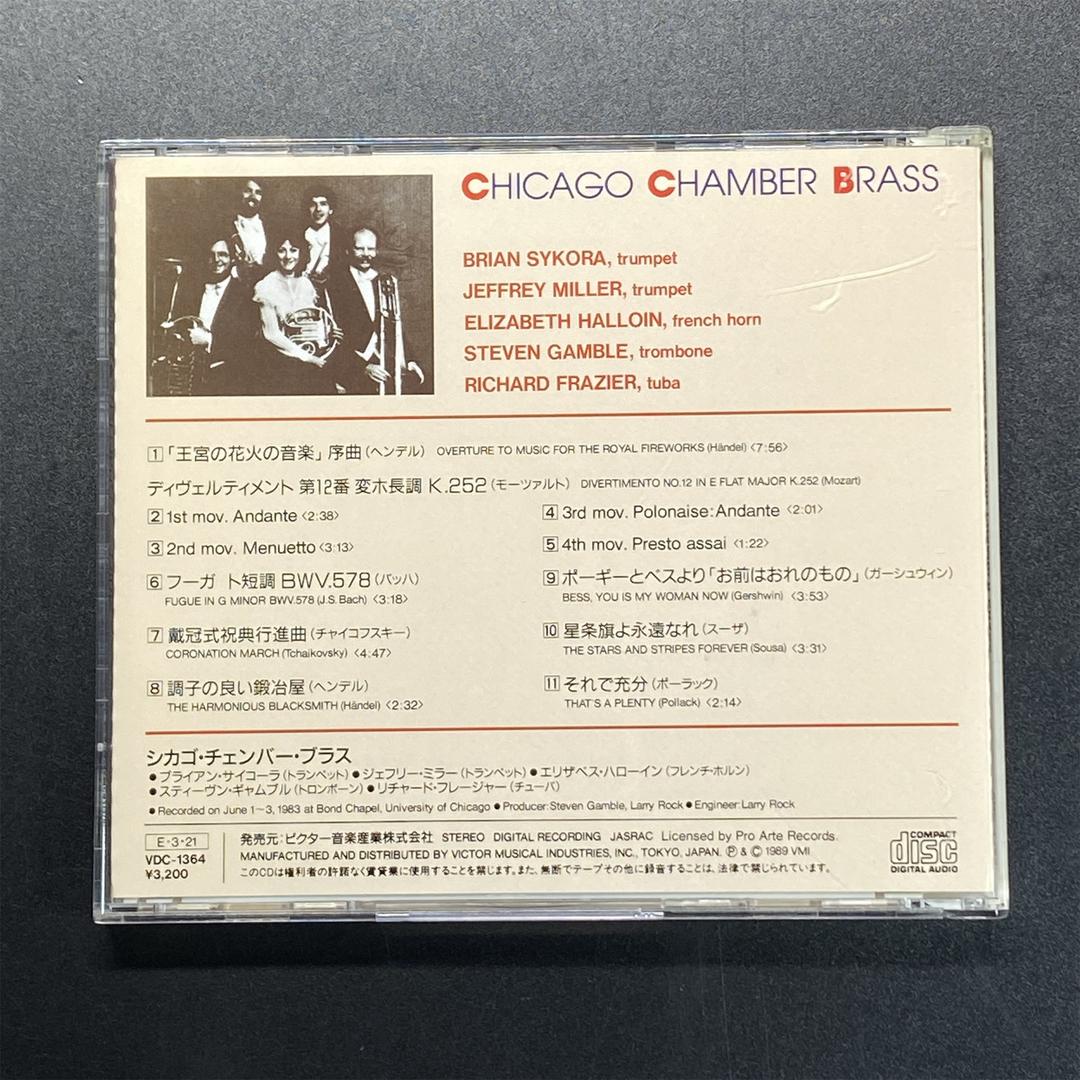 CHICAGO CHAMBER BRASS
BRIAN SYKORA, trumpet
JEFFREY MILLER, trumpet
ELIZABETH HALLOIN, french horn
STEVEN GAMBLE, trombone
RICHARD FRAZIER, tuba
1 「王宮の花火の音楽」序曲(ヘンデル) OVERTURE TO MUSIC FOR THE ROYAL FIREWORKS (Händel) <7:56>
ディヴェルティメント 第12番 変ホ長調 K.252(モーツァルト) DIVERTIMENTO NO.12 IN E FLAT MAJOR K.252 (Mozart)
2 1st mov. Andante <2:38>
3 2nd mov. Menuetto <3:13>
4 3rd mov. Polonaise: Andante <2:01>
5 4th mov. Presto assai <1:22>
6 フーガ ト短調 BWV.578(バッハ)
FUGUE IN G MINOR BWV.578 (J.S. Bach) <3:18>
7 戴冠式祝典行進曲(チャイコフスキー)
CORONATION MARCH (Tchaikovsky) <4:47>
8 調子の良い鍛冶屋(ヘンデル)
THE HARMONIOUS BLACKSMITH (Händel) <2:32>
9 ポーギーとベスより「お前はおれのもの」(ガーシュウィン)
BESS, YOU IS MY WOMAN NOW (Gershwin) <3:53>
10 星条旗よ永遠なれ(スーザ)
THE STARS AND STRIPES FOREVER (Sousa) <3:31>
11 それで充分(ポーラック)
THAT'S A PLENTY (Pollack) <2:14>
シカゴ・チェンバー・ブラス
●ブライアン・サイコーラ(トランペット)●ジェフリー・ミラー(トランペット)●エリザベス・ハローイン(フレンチ・ホルン)
●スティーヴン・ギャムブル(トロンボーン)●リチャード・フレージャー(チューバ)
●Recorded on June 1~3, 1983 at Bond Chapel, University of Chicago ●Producer: Steven Gamble, Larry Rock ●Engineer: Larry Rock
E・3・21
VDC-1364
¥3,200
発売元:ビクター音楽産業株式会社 STEREO DIGITAL RECORDING JASRAC Licensed by Pro Arte Records.
MANUFACTURED AND DISTRIBUTED BY VICTOR MUSICAL INDUSTRIES, INC., TOKYO, JAPAN. Ⓟ & © 1989 VMI
このCDは権利者の許諾なく賃貸業に使用することを禁じます。また、無断でテープその他に録音することは、法律で禁じられています。
COMPACT
disc
DIGITAL AUDIO